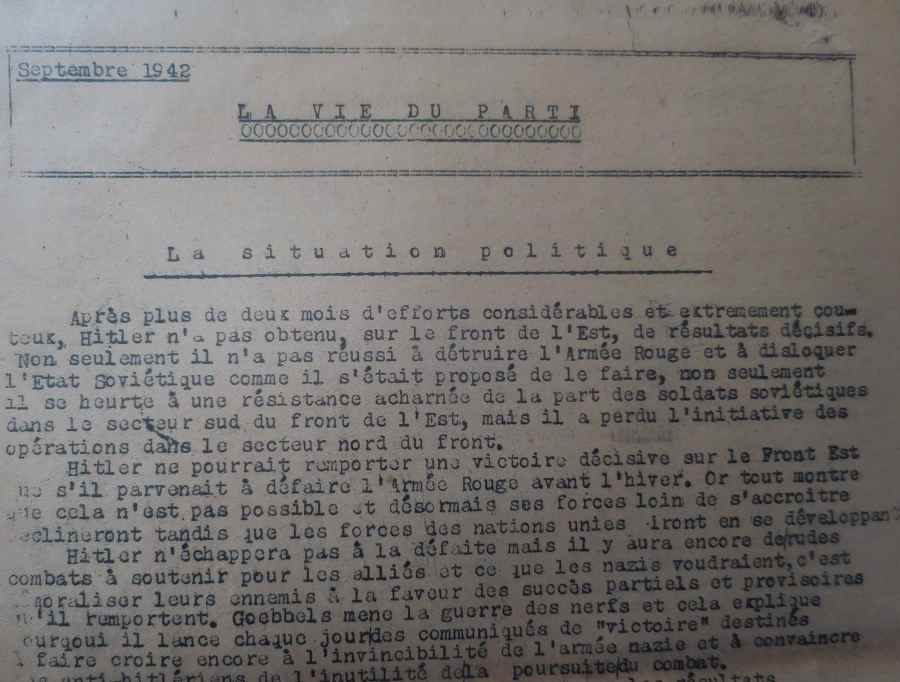 Septembre 1942
LA VIE DU PARTI
La situation politique
Après plus de deux mois d'efforts considérables et extremement cou-
teux, Hitler n'a pas obtenu, sur le front de l'Est, de résultats décisifs.
Non seulement il n'a pas réussi à détruire l'Armée Rouge et à disloquer
l'Etat Soviétique comme il s'était proposé de le faire, non seulement
il se heurte à une résistance acharnée de la part des soldats soviétiques
dans le secteur sud du front de l'Est, mais il a perdu l'initiative des
opérations dans le secteur nord du front.
Hitler ne pourrait remporter une victoire décisive sur le Front Est
s'il parvenait à défaire l'Armée Rouge avant l'hiver. Or tout montre
que cela n'est pas possible et désormais ses forces loin de s'accroitre
déclineront tandis que les forces des nations unies iront en se développan
Hitler n'échappera pas à la défaite mais il y aura encore de/rudes
combats à soutenir pour les alliés et ce que les nazis voudraient, c'est
moraliser leurs ennemis à la faveur des succès partiels et provisoires
qu'il remportent. Goebbels mene la guerre des nerfs et cela explique
ourqoui il lance chaque jour/des communiqués de "victoire" destinés
à faire croire encore à l'invincibilité de l'armée nazie et à convaincre
anti-hitlériens de l'inutilité de/la poursuite/du combat.
les résultats